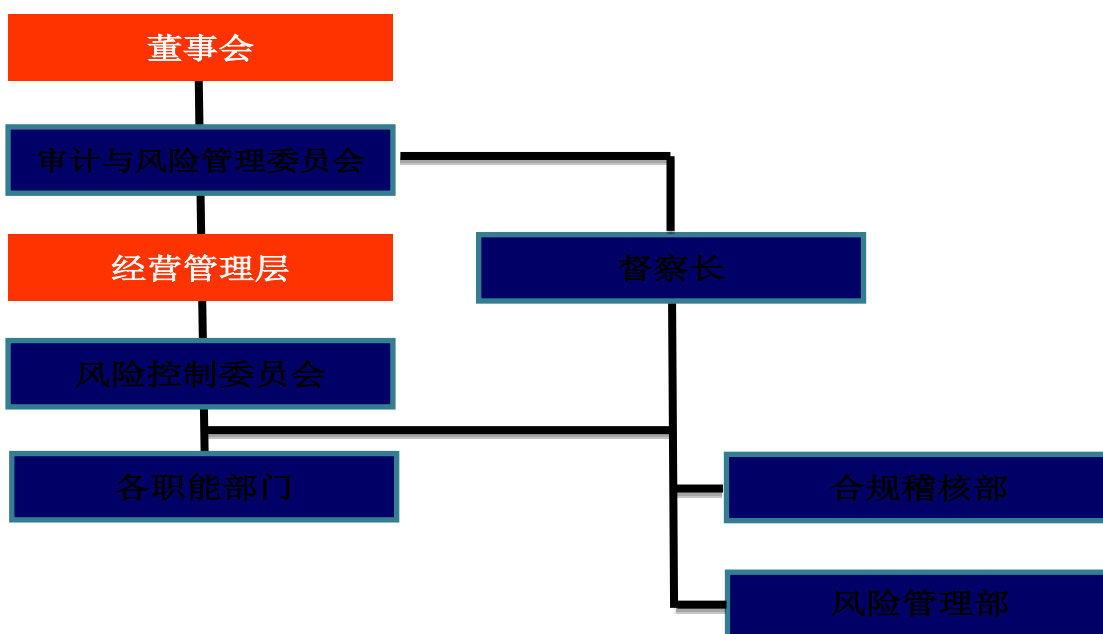 董事会
审计与风险管理委员会
经营管理层
督察长
风险控制委员会
各职能部门
合规稽核部
风险管理部